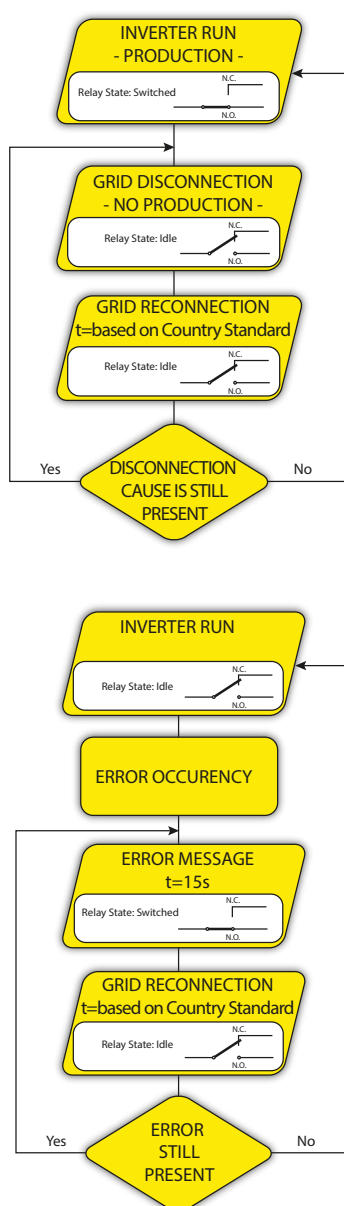 INVERTER RUN
- PRODUCTION -
N.C.
Relay State: Switched
N.O.
GRID DISCONNECTION
- NO PRODUCTION -
N.C.
Relay State: Idle
N.O.
GRID RECONNECTION
t=based on Country Standard
N.C.
Relay State: Idle
N.O.
Yes
No
DISCONNECTION
CAUSE IS STILL
PRESENT
INVERTER RUN
N.C.
Relay State: Idle
N.O.
ERROR OCCURENCY
ERROR MESSAGE
t=15s
N.C.
Relay State: Switched
N.O.
GRID RECONNECTION
t=based on Country Standard
N.C.
Relay State: Idle
N.O.
Yes
No
ERROR
STILL
PRESENT